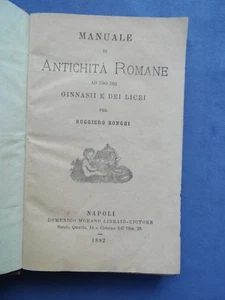 MANUALE
DI
ANTICHITÀ ROMANE
AD USO DEI
GINNASII E DEI LICEI
PER
RUGGIERO BONGHI
NAPOLI
DOMENICO MORANO LIBRAIO-EDITORE
1882